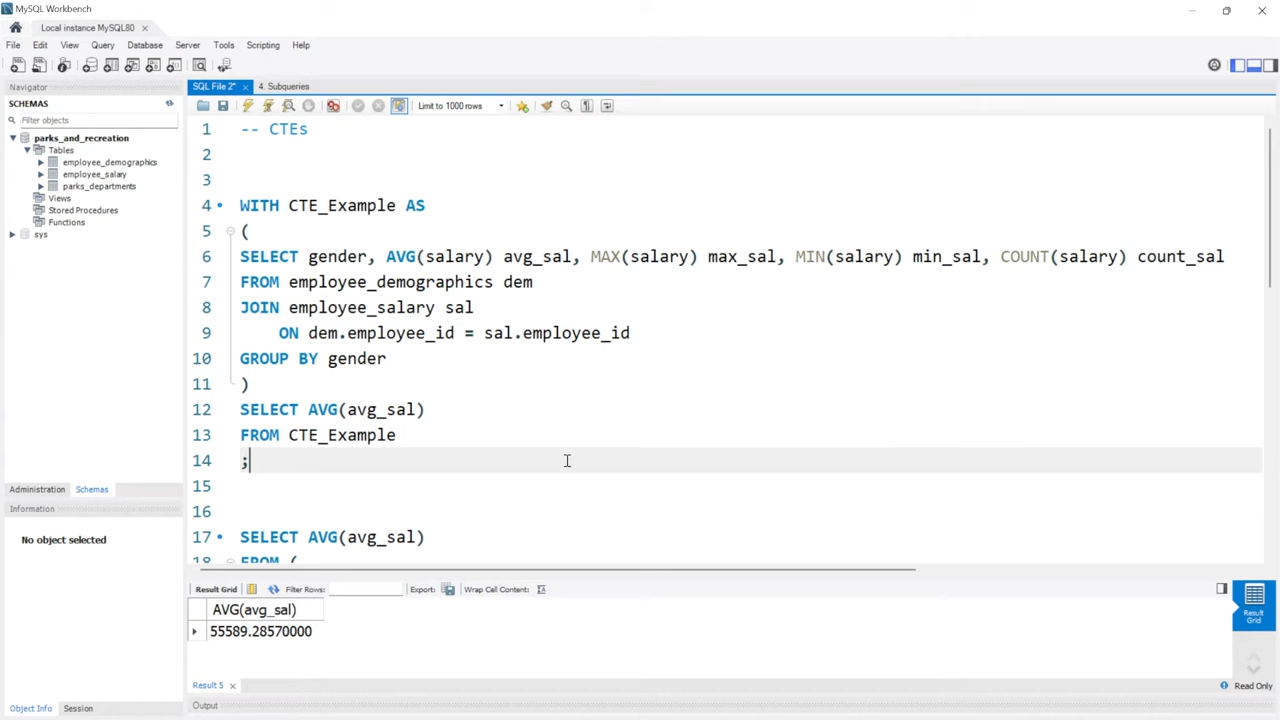 MySQL Workbench
Local instance MySQL80
File Edit View Query Database Server Tools Scripting Help
Navigator
SCHEMAS
Filter objects
parks_and_recreation
Tables
employee_demographics
employee_salary
parks_departments
Views
Stored Procedures
Functions
sys
Administration Schemas
Information
No object selected
Object Info Session
SQL File 2* 4. Subqueries
Limit to 1000 rows
1 -- CTEs
2
3
4 WITH CTE_Example AS
5 (
6 SELECT gender, AVG(salary) avg_sal, MAX(salary) max_sal, MIN(salary) min_sal, COUNT(salary) count_sal
7 FROM employee_demographics dem
8 JOIN employee_salary sal
9 ON dem.employee_id = sal.employee_id
10 GROUP BY gender
11 )
12 SELECT AVG(avg_sal)
13 FROM CTE_Example
14 ;
15
16
17 SELECT AVG(avg_sal)
18 FROM (
Result Grid Filter Rows: Export: Wrap Cell Content:
AVG(avg_sal)
55589.28570000
Result Grid
Result 5
Read Only
Output